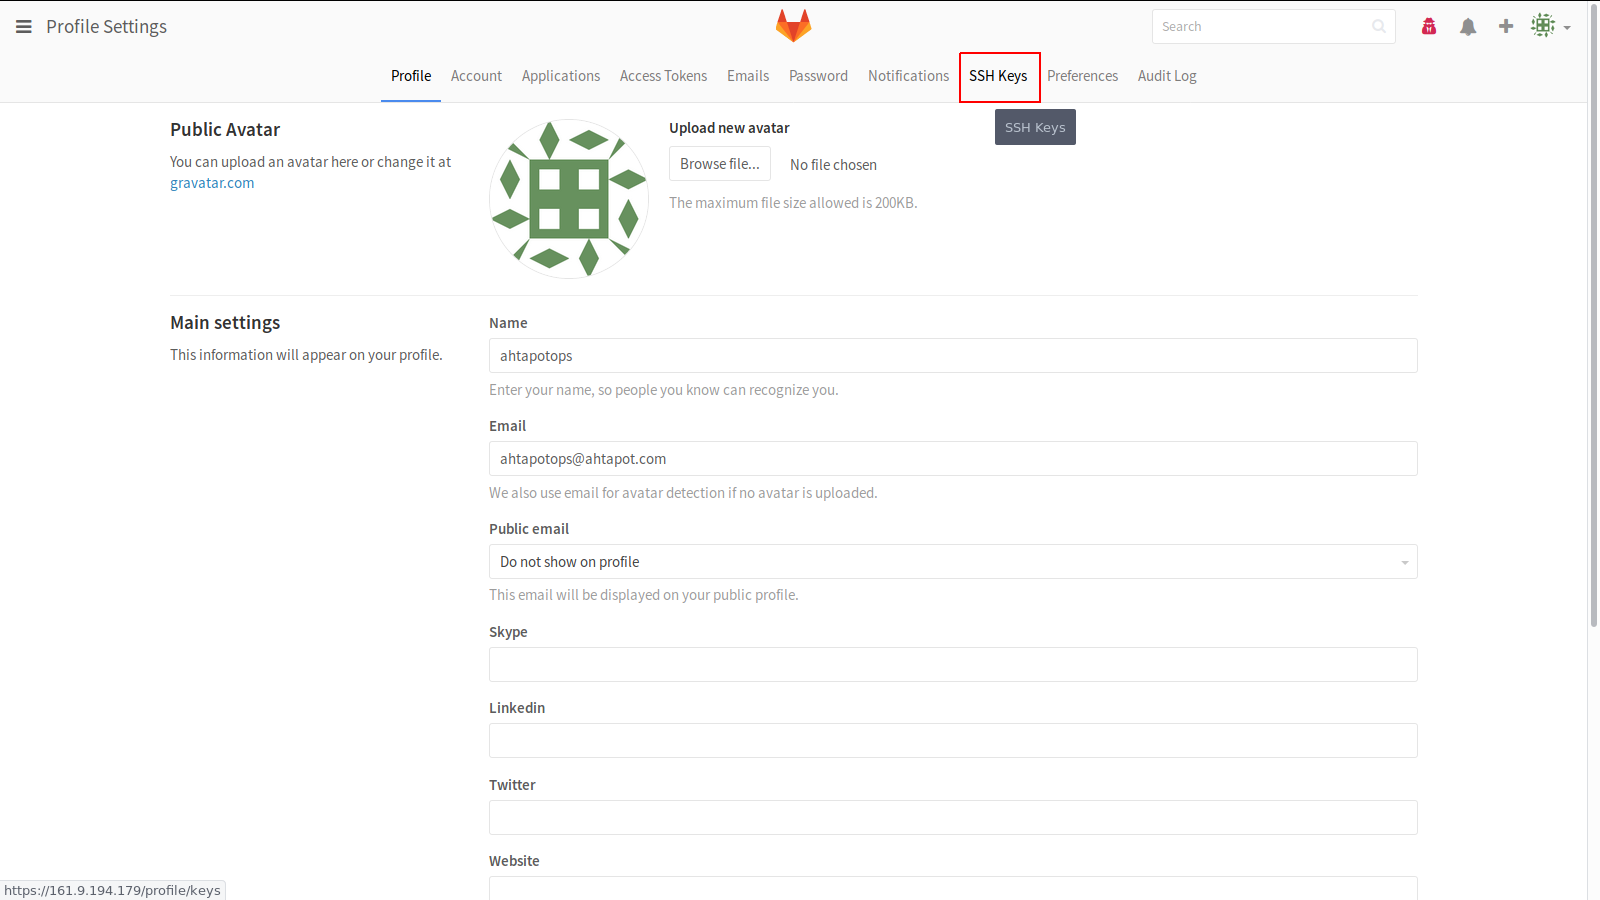 Profile Settings
Search
Profile Account Applications Access Tokens Emails Password Notifications SSH Keys Preferences Audit Log
SSH Keys
Public Avatar
You can upload an avatar here or change it at
gravatar.com
Upload new avatar
Browse file... No file chosen
The maximum file size allowed is 200KB.
Main settings
This information will appear on your profile.
Name
ahtapotops
Enter your name, so people you know can recognize you.
Email
ahtapotops@ahtapot.com
We also use email for avatar detection if no avatar is uploaded.
Public email
Do not show on profile
This email will be displayed on your public profile.
Skype
Linkedin
Twitter
Website
https://161.9.194.179/profile/keys